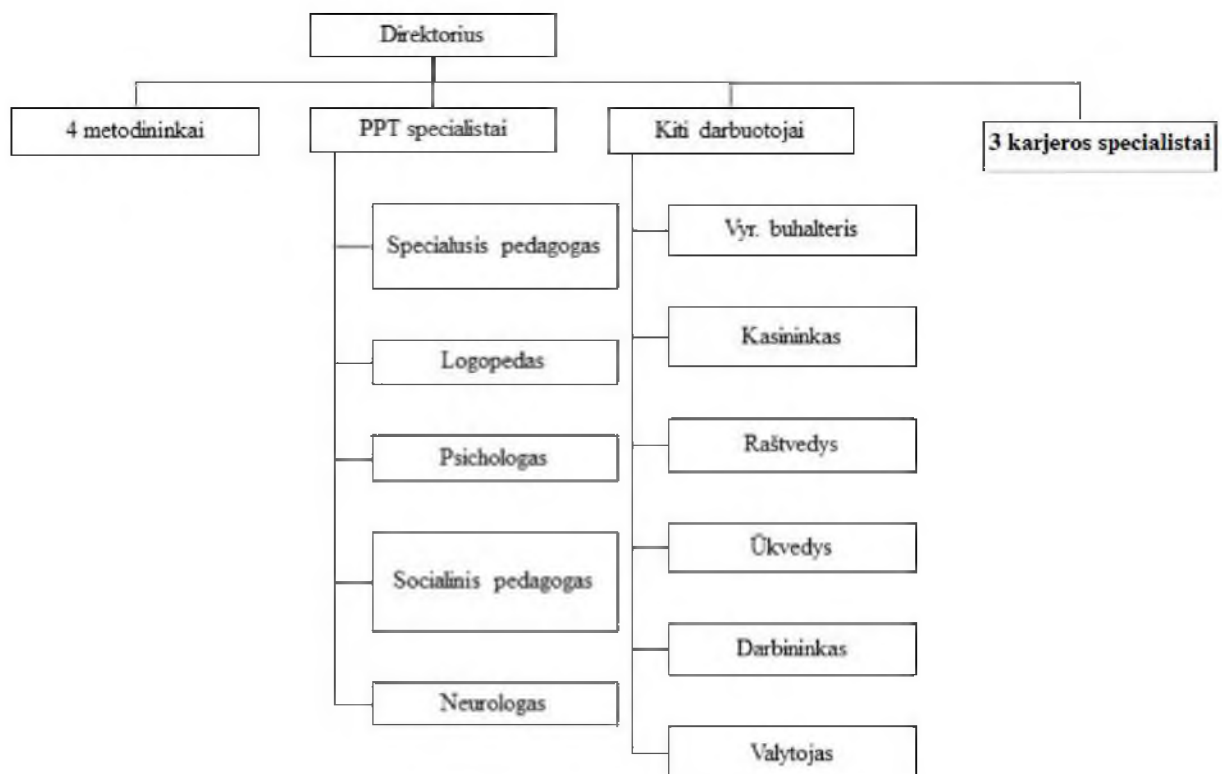 Direktorius
4 metodininkai
PPT specialistai
Kiti darbuotojai
3 karjeros specialistai
Specialusis pedagogas
Logopedas
Psichologas
Socialinis pedagogas
Neurologas
Vyr. buhalteris
Kasininkas
Raštvedys
Ūkvedys
Darbininkas
Valytojas